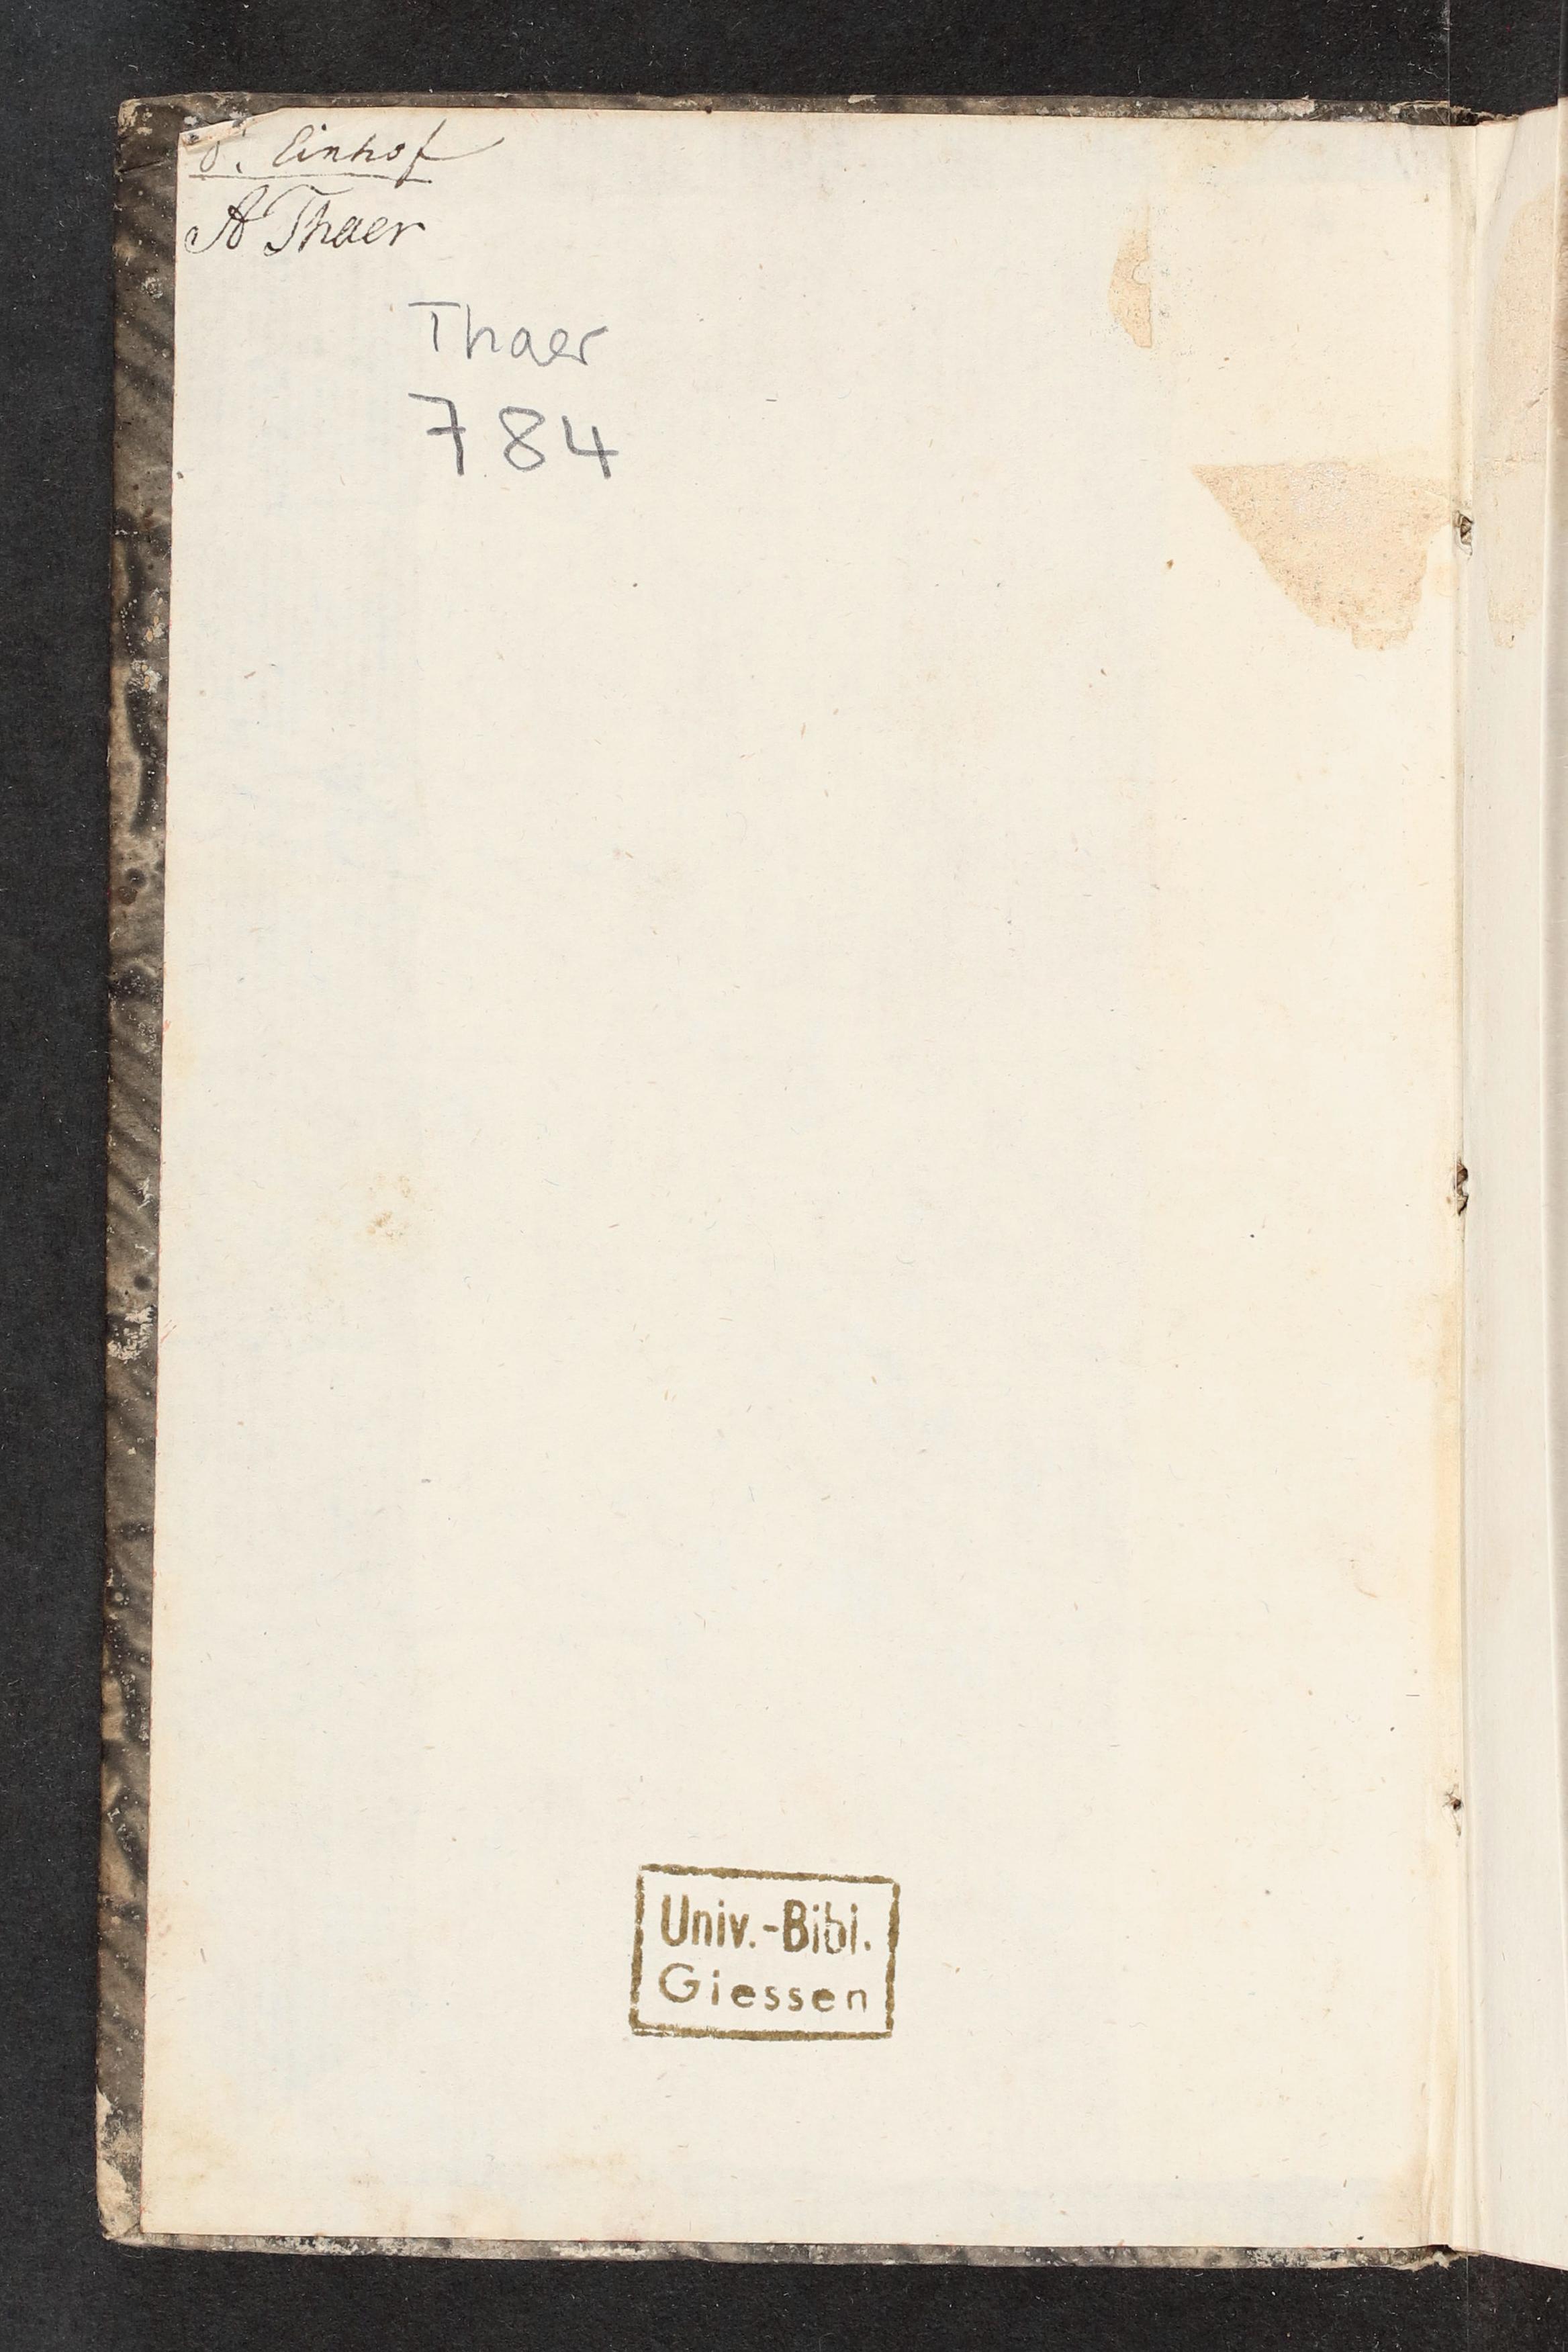 Einhof
A Thaer
Thaer
784
Univ.-Bibl.
Giessen